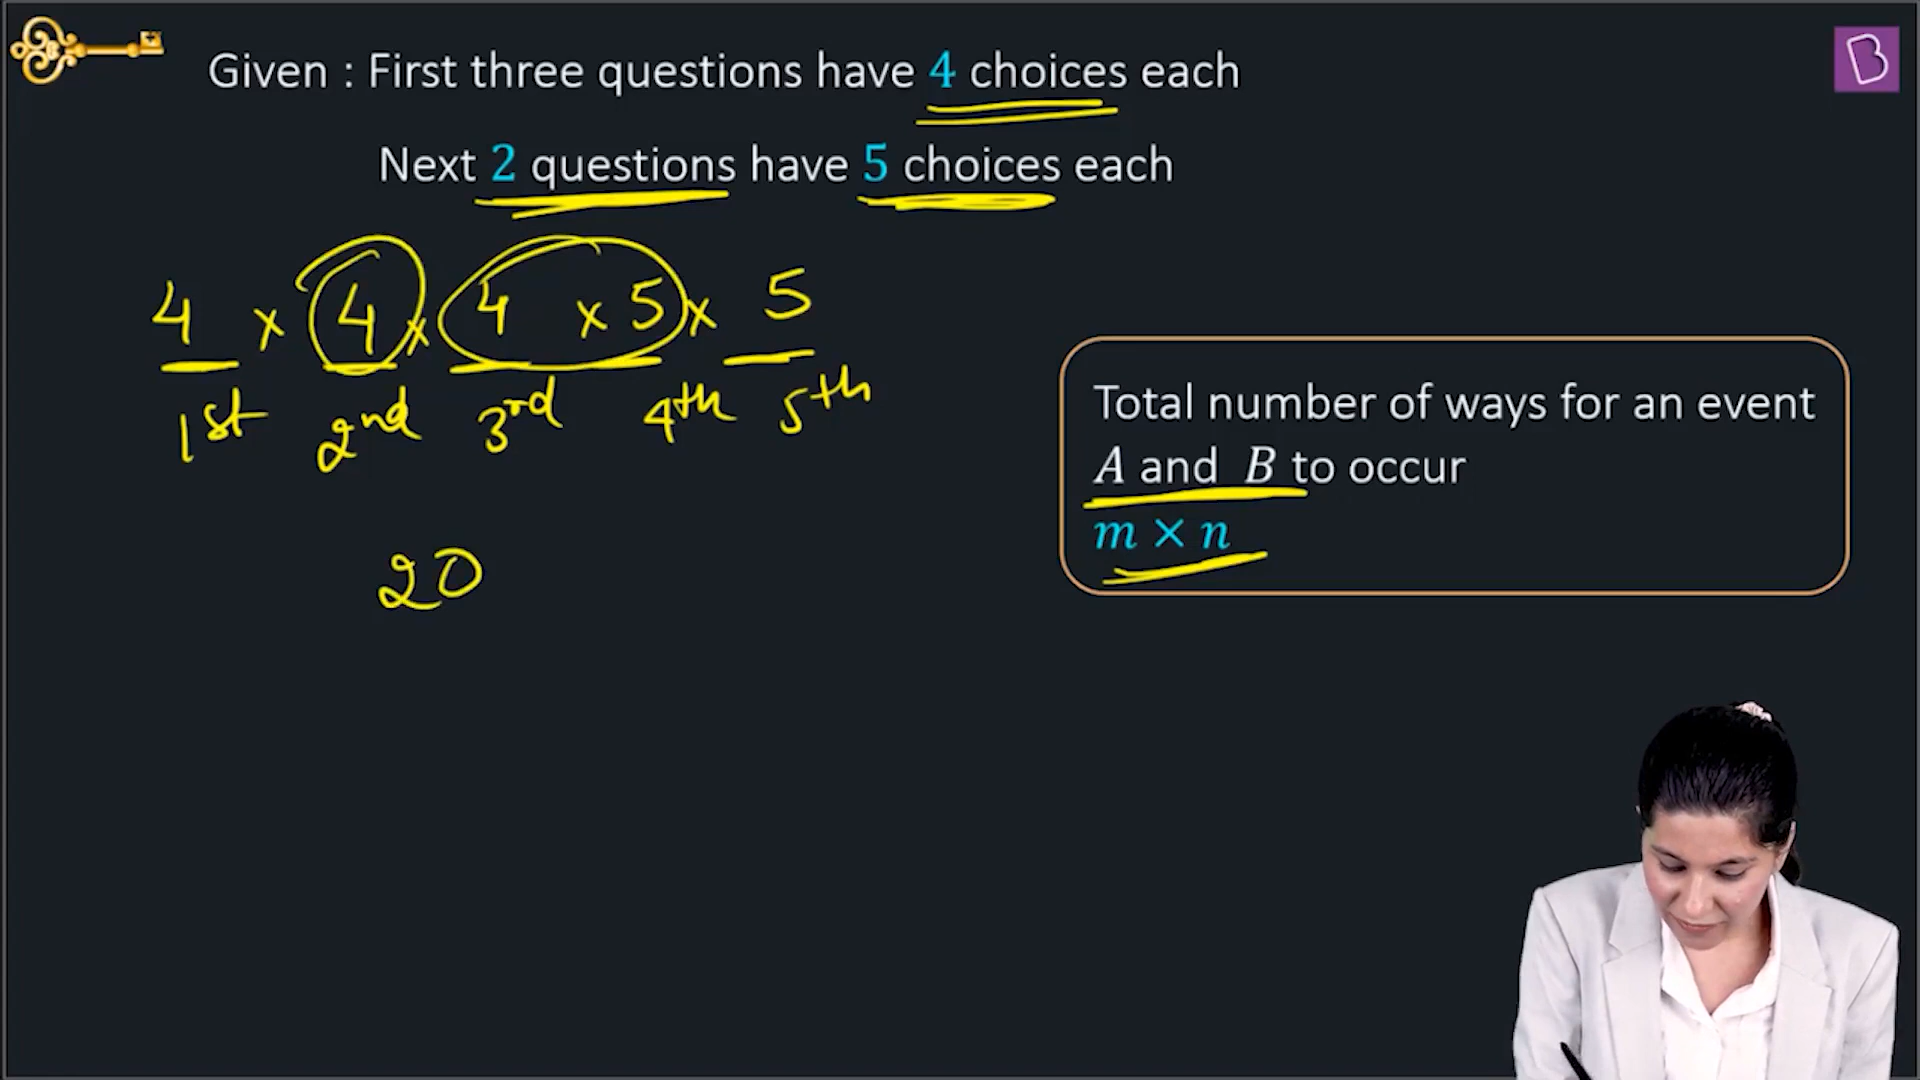 Given : First three questions have 4 choices each
Next 2 questions have 5 choices each
4 × 4 × 4 × 5 × 5
1st 2nd 3rd 4th 5th
20
Total number of ways for an event
A and B to occur
m × n
B